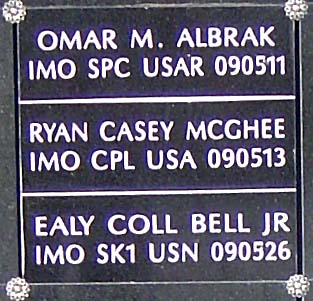 OMAR M. ALBRAK
IMO SPC USAR 090511
RYAN CASEY MCGHEE
IMO CPL USA 090513
EALY COLL BELL JR
IMO SK1 USN 090526